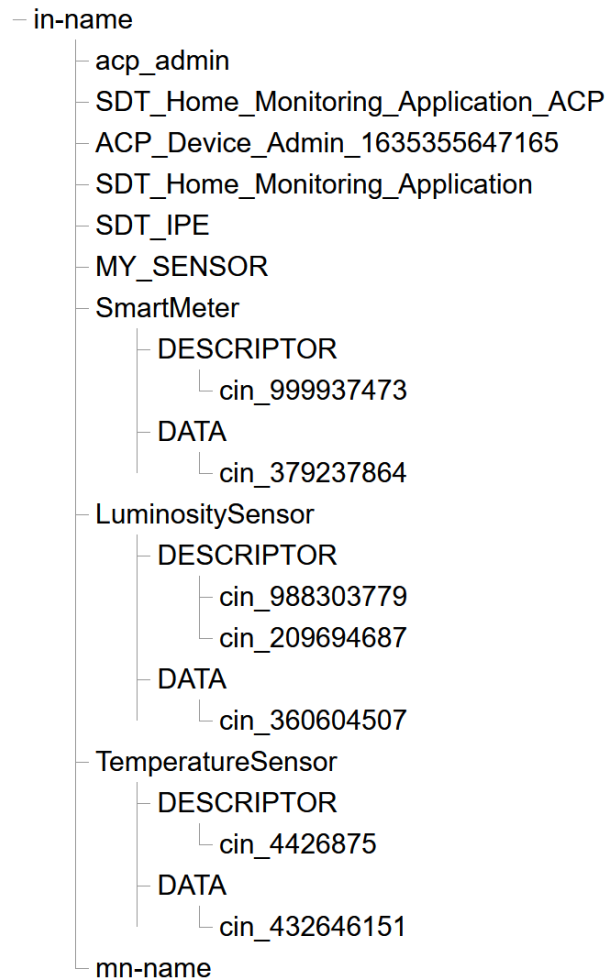 in-name
acp_admin
SDT_Home_Monitoring_Application_ACP
ACP_Device_Admin_1635355647165
SDT_Home_Monitoring_Application
SDT_IPE
MY_SENSOR
SmartMeter
DESCRIPTOR
cin_999937473
DATA
cin_379237864
LuminositySensor
DESCRIPTOR
cin_988303779
cin_209694687
DATA
cin_360604507
TemperatureSensor
DESCRIPTOR
cin_4426875
DATA
cin_432646151
mn-name